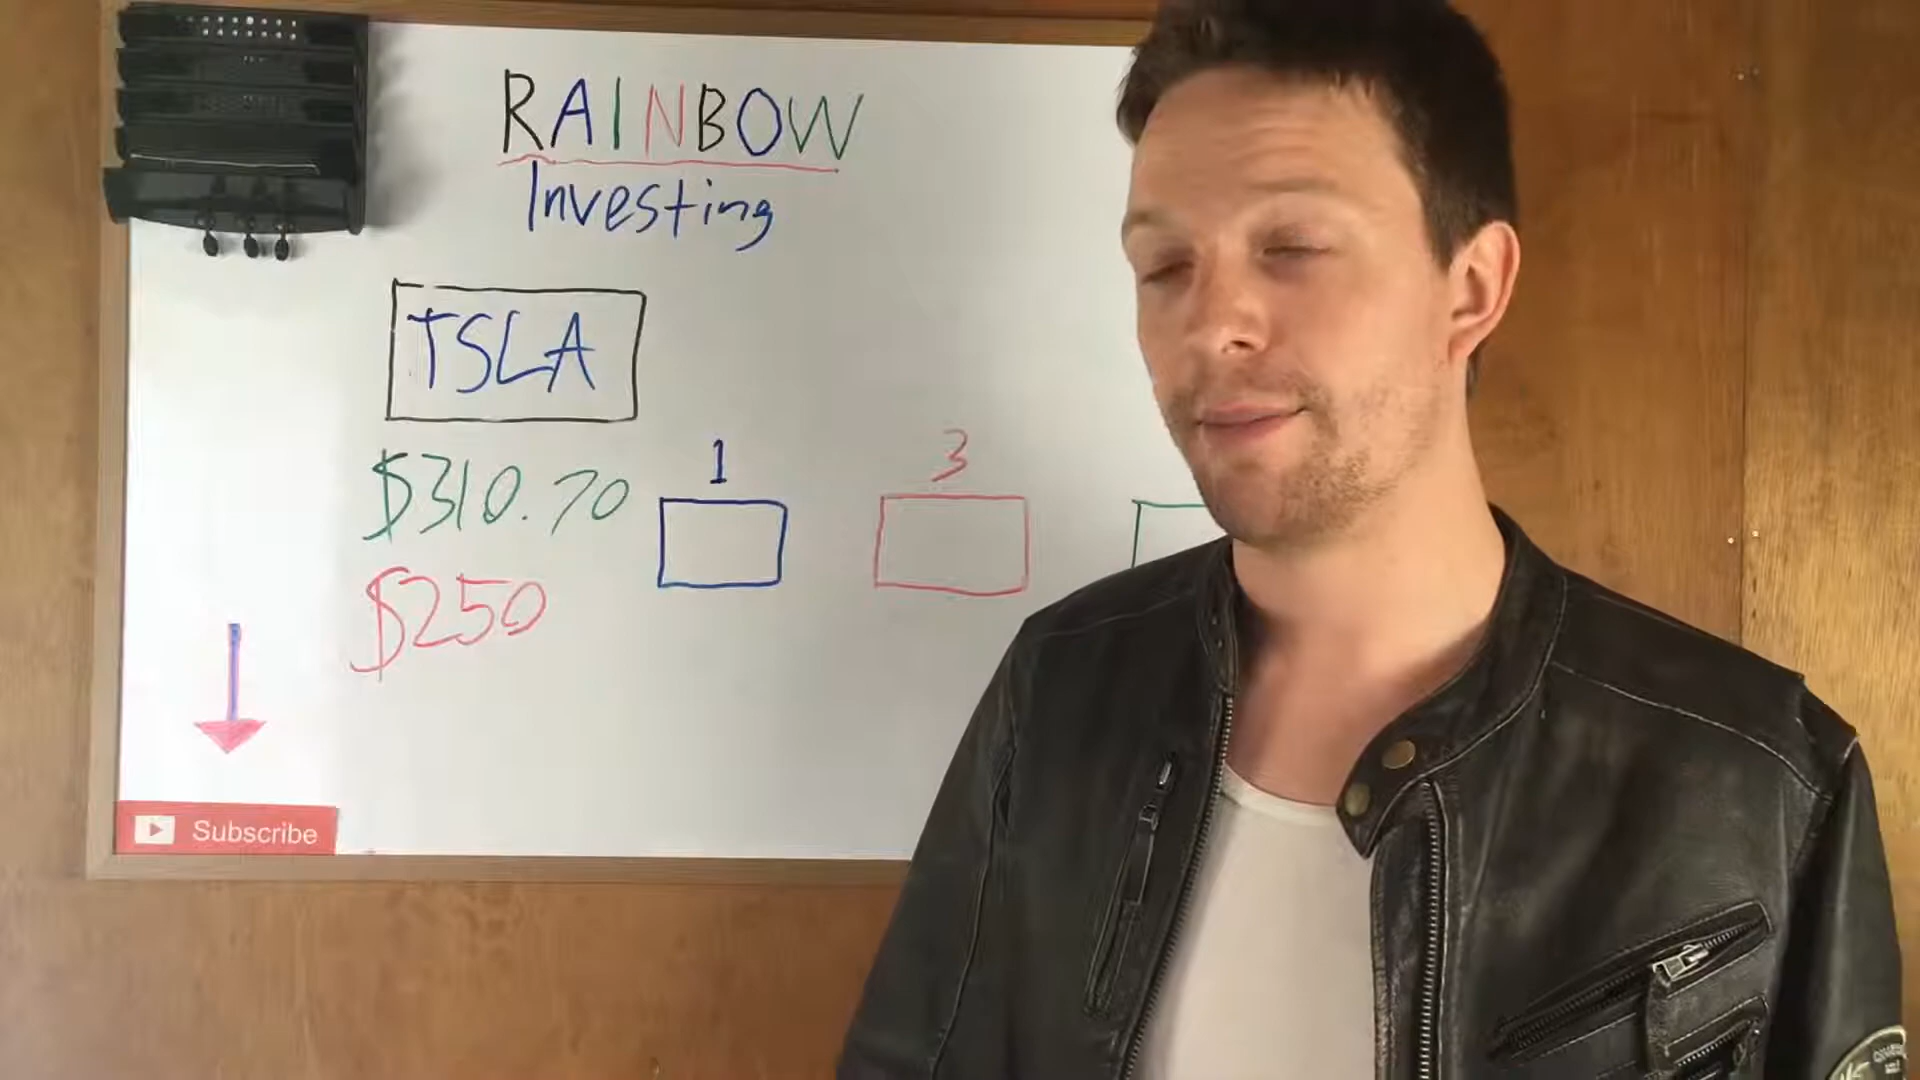 RAINBOW
Investing
TSLA
$310.70
1
3
$250
Subscribe